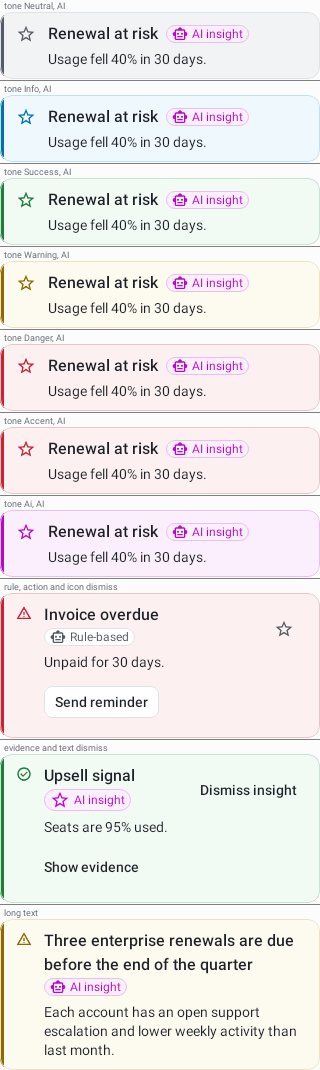 tone Neutral, AI
Renewal at risk AI insight
Usage fell 40% in 30 days.
tone Info, AI
Renewal at risk AI insight
Usage fell 40% in 30 days.
tone Success, AI
Renewal at risk AI insight
Usage fell 40% in 30 days.
tone Warning, AI
Renewal at risk AI insight
Usage fell 40% in 30 days.
tone Danger, AI
Renewal at risk AI insight
Usage fell 40% in 30 days.
tone Accent, AI
Renewal at risk AI insight
Usage fell 40% in 30 days.
tone Ai, AI
Renewal at risk AI insight
Usage fell 40% in 30 days.
rule, action and icon dismiss
Invoice overdue
Rule-based
Unpaid for 30 days.
Send reminder
evidence and text dismiss
Upsell signal
Dismiss insight
AI insight
Seats are 95% used.
Show evidence
long text
Three enterprise renewals are due
before the end of the quarter
AI insight
Each account has an open support
escalation and lower weekly activity than
last month.